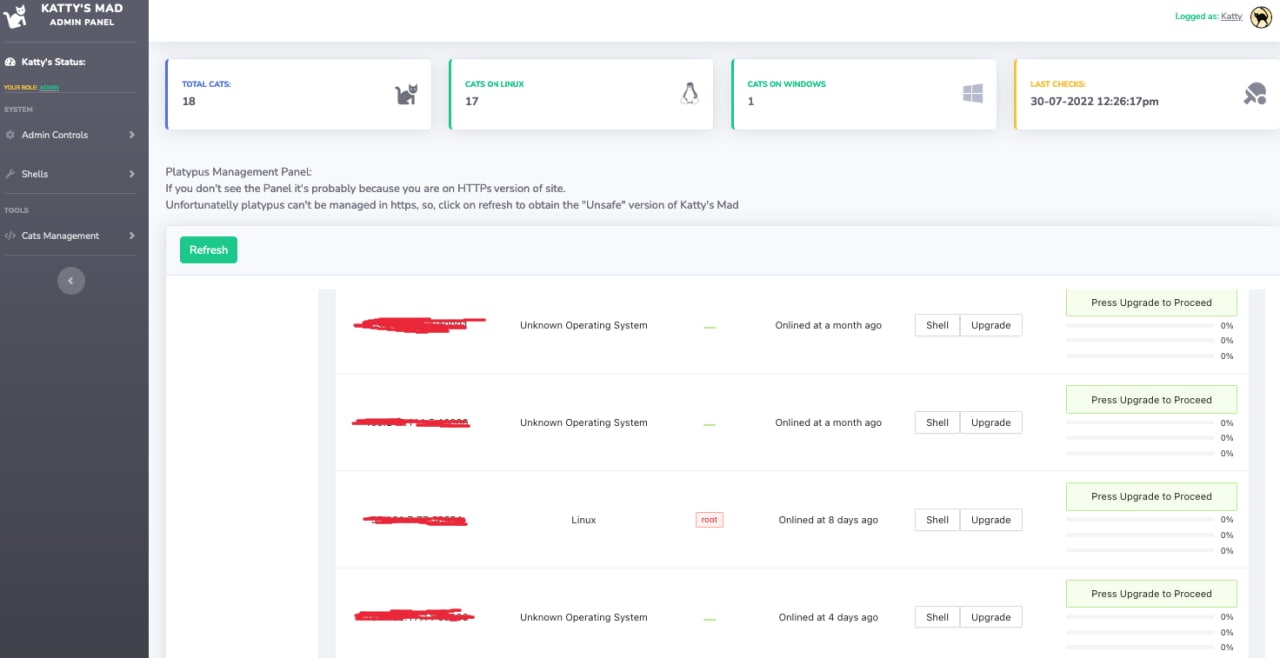 KATTY'S MAD
ADMIN PANEL
Logged as: Katty
Katty's Status:
YOUR ROLE: ADMIN
SYSTEM
Admin Controls
Shells
TOOLS
Cats Management
TOTAL CATS:
18
CATS ON LINUX
17
CATS ON WINDOWS
1
LAST CHECKS:
30-07-2022 12:26:17pm
Platypus Management Panel:
If you don't see the Panel it's probably because you are on HTTPs version of site.
Unfortunatelly platypus can't be managed in https, so, click on refresh to obtain the "Unsafe" version of Katty's Mad
Refresh
Press Upgrade to Proceed
Unknown Operating System Onlined at a month ago Shell Upgrade 0%
0%
0%
Press Upgrade to Proceed
Unknown Operating System Onlined at a month ago Shell Upgrade 0%
0%
0%
Press Upgrade to Proceed
Linux root Onlined at 8 days ago Shell Upgrade 0%
0%
0%
Press Upgrade to Proceed
Unknown Operating System Onlined at 4 days ago Shell Upgrade 0%
0%
0%